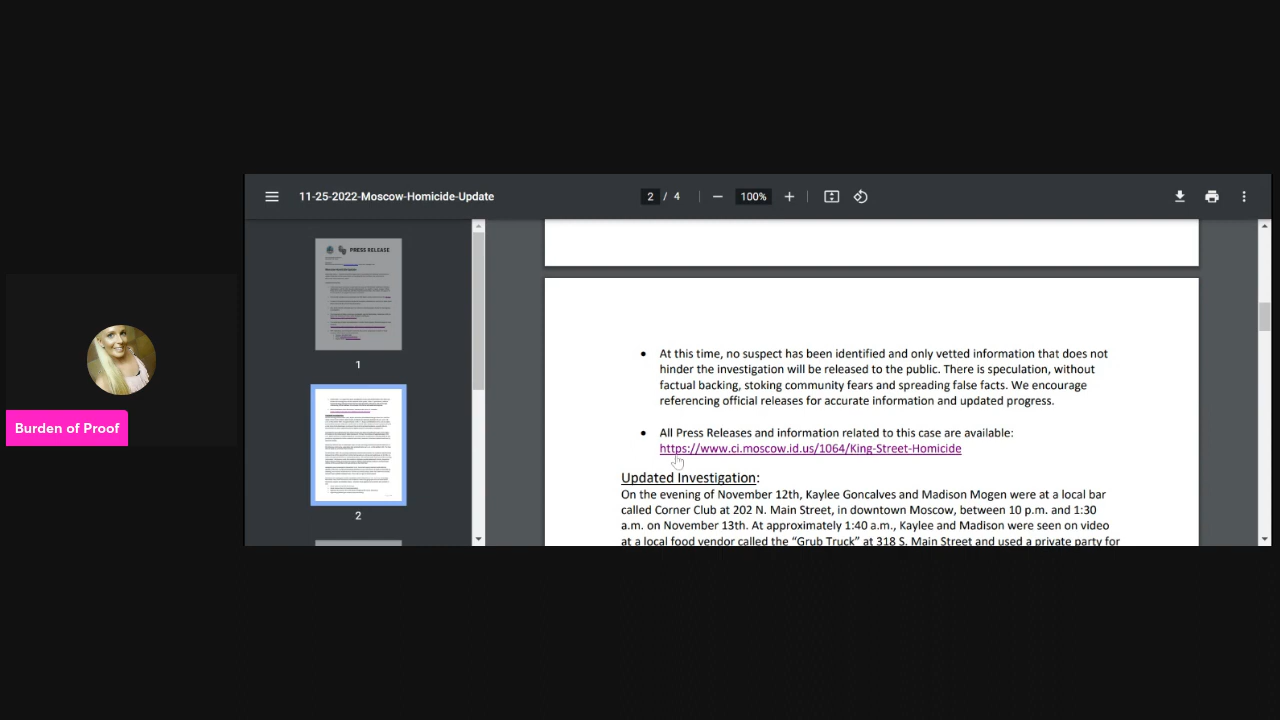 11-25-2022-Moscow-Homicide-Update
2 / 4
100%
PRESS RELEASE
1
2
Burden of Proof
• At this time, no suspect has been identified and only vetted information that does not
hinder the investigation will be released to the public. There is speculation, without
factual backing, stoking community fears and spreading false facts. We encourage
referencing official releases for accurate information and updated progress.
• All Press Releases and information related to this case are available:
https://www.ci.moscow.id.us/1064/King-Street-Homicide
Updated Investigation:
On the evening of November 12th, Kaylee Goncalves and Madison Mogen were at a local bar
called Corner Club at 202 N. Main Street, in downtown Moscow, between 10 p.m. and 1:30
a.m. on November 13th. At approximately 1:40 a.m., Kaylee and Madison were seen on video
at a local food vendor called the “Grub Truck” at 318 S. Main Street and used a private party for